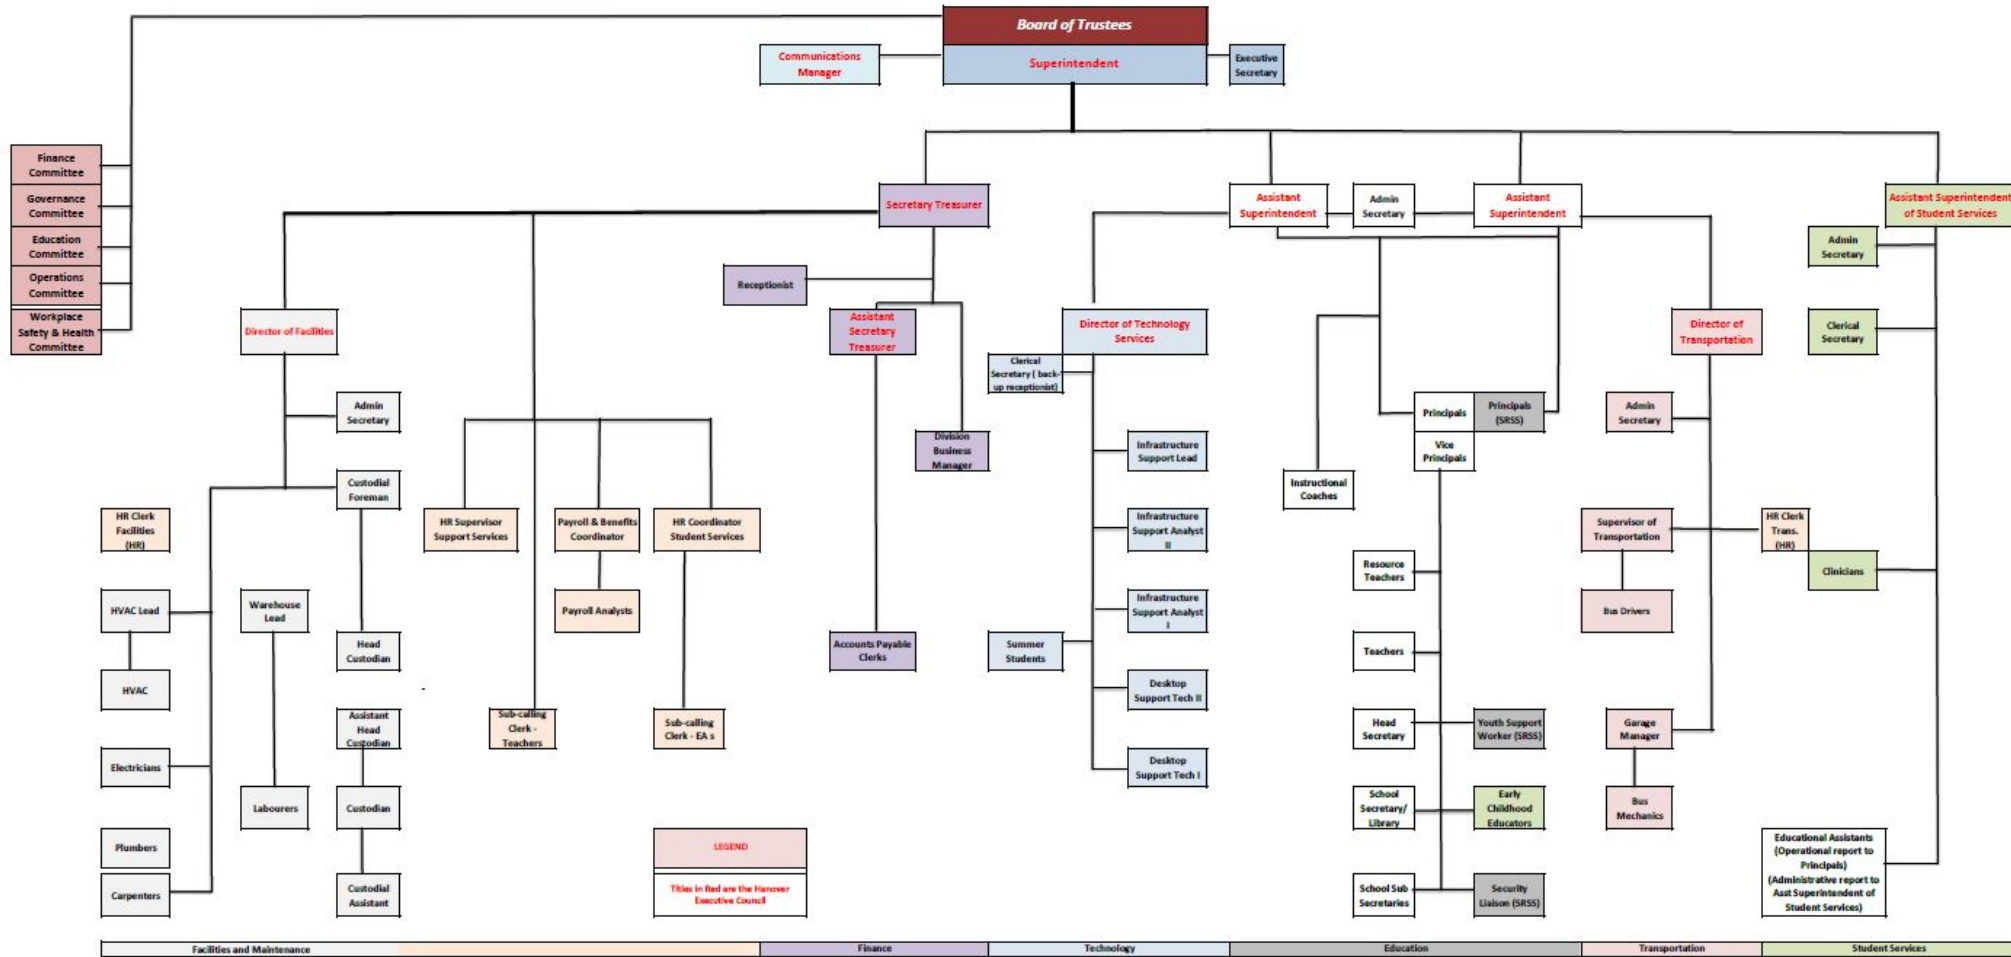 Board of Trustees
Communications
Manager
Superintendent
Executive
Secretary
Finance
Committee
Governance
Committee
Education
Committee
Operations
Committee
Workplace
Safety & Health
Committee
Secretary Treasurer
Assistant
Superintendent
Admin
Secretary
Assistant
Superintendent
Assistant Superintendent
of Student Services
Admin
Secretary
Receptionist
Director of Facilities
Assistant
Secretary
Treasurer
Director of Technology
Services
Director of
Transportation
Clerical
Secretary
Clerical
Secretary ( back-
up receptionist)
Admin
Secretary
Principals
Principals
(SRSS)
Admin
Secretary
Division
Business
Manager
Infrastructure
Support Lead
Vice
Principals
Custodial
Foreman
Instructional
Coaches
HR Clerk
Facilities
(HR)
HR Supervisor
Support Services
Payroll & Benefits
Coordinator
HR Coordinator
Student Services
Infrastructure
Support Analyst
II
Supervisor of
Transportation
HR Clerk
Trans.
(HR)
Resource
Teachers
Clinicians
HVAC Lead
Warehouse
Lead
Payroll Analysts
Infrastructure
Support Analyst
I
Bus Drivers
Head
Custodian
Accounts Payable
Clerks
Summer
Students
Teachers
HVAC
Desktop
Support Tech II
Assistant
Head
Custodian
Sub-calling
Clerk -
Teachers
Sub-calling
Clerk - EA s
Head
Secretary
Youth Support
Worker (SRSS)
Garage
Manager
Electricians
Desktop
Support Tech I
Labourers
Custodian
School
Secretary/
Library
Early
Childhood
Educators
Bus
Mechanics
Plumbers
LEGEND
Educational Assistants
(Operational report to
Principals)
(Administrative report to
Asst Superintendent of
Student Services)
Carpenters
Custodial
Assistant
Titles in Red are the Hanover
Executive Council
School Sub
Secretaries
Security
Liaison (SRSS)
Facilities and Maintenance
Finance
Technology
Education
Transportation
Student Services